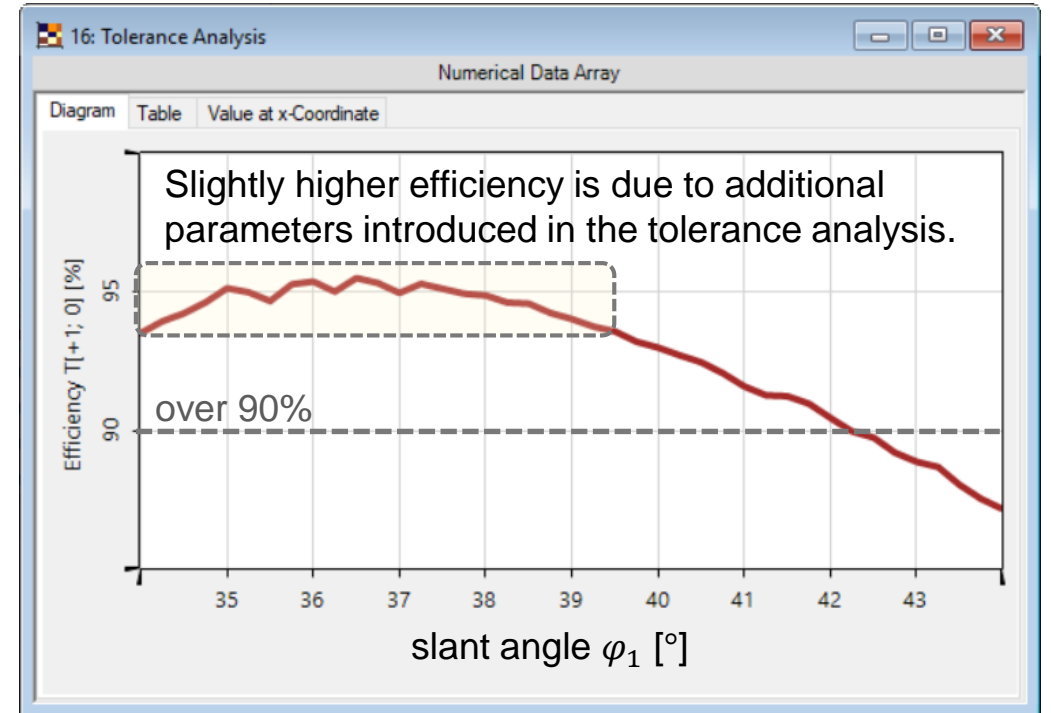 16: Tolerance Analysis
Numerical Data Array
Diagram Table Value at x-Coordinate
Slightly higher efficiency is due to additional
parameters introduced in the tolerance analysis.
Efficiency T[+1; 0] [%]
95
over 90%
90
35 36 37 38 39 40 41 42 43
slant angle φ₁ [°]